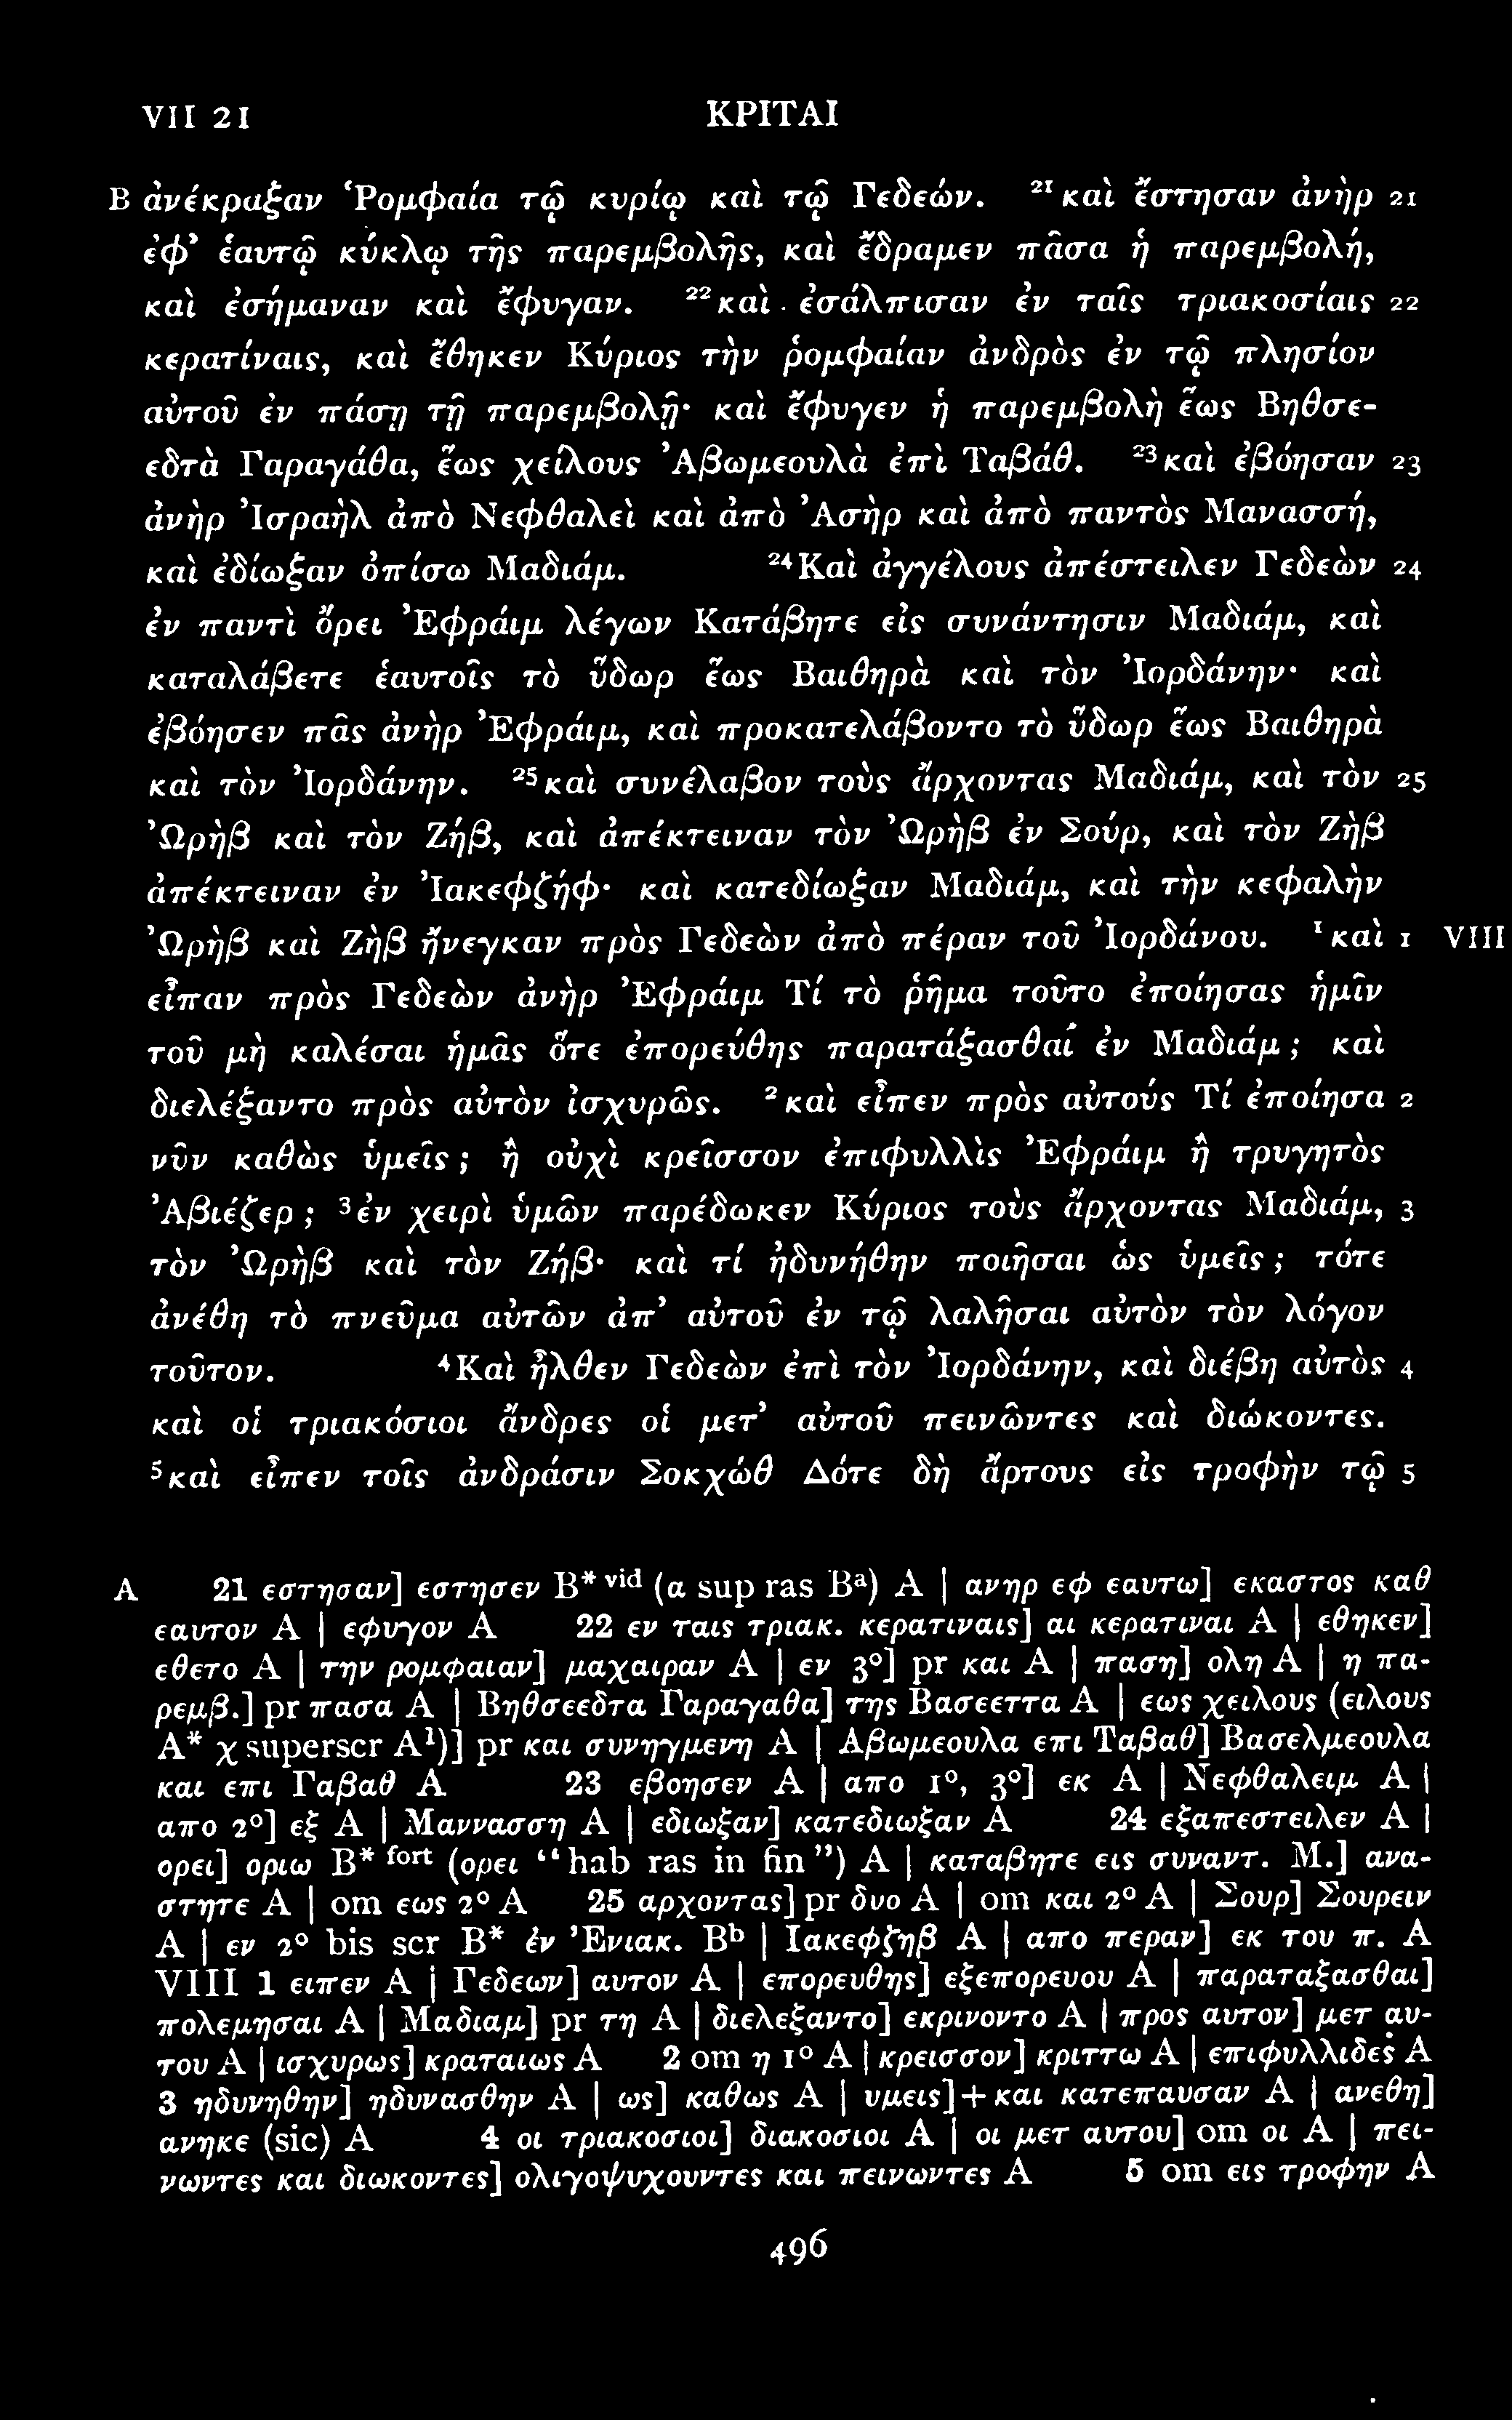 VII 21 ΚΡΙΤΑΙ
B ἀνέκραξαν Ῥομφαία τῷ κυρίῳ καὶ τῷ Γεδεών. ²¹καὶ ἔστησαν ἀνὴρ 21
ἐφ’ ἑαυτῷ κύκλῳ τῆς παρεμβολῆς, καὶ ἔδραμεν πᾶσα ἡ παρεμβολή,
καὶ ἐσήμαναν καὶ ἔφυγαν. ²²καὶ ἐσάλπισαν ἐν ταῖς τριακοσίαις 22
κερατίναις, καὶ ἔθηκεν Κύριος τὴν ῥομφαίαν ἀνδρὸς ἐν τῷ πλησίον
αὐτοῦ ἐν πάσῃ τῇ παρεμβολῇ· καὶ ἔφυγεν ἡ παρεμβολὴ ἕως Βηθσε-
εδτὰ Γαραγάθα, ἕως χείλους Ἀβωμεουλὰ ἐπὶ Ταβάθ. ²³καὶ ἐβόησαν 23
ἀνὴρ Ἰσραὴλ ἀπὸ Νεφθαλεὶ καὶ ἀπὸ Ἀσὴρ καὶ ἀπὸ παντὸς Μανασσή,
καὶ ἐδίωξαν ὀπίσω Μαδιάμ. ²⁴Καὶ ἀγγέλους ἀπέστειλεν Γεδεὼν 24
ἐν παντὶ ὄρει Ἐφράιμ λέγων Κατάβητε εἰς συνάντησιν Μαδιάμ, καὶ
καταλάβετε ἑαυτοῖς τὸ ὕδωρ ἕως Βαιθηρὰ καὶ τὸν Ἰορδάνην· καὶ
ἐβόησεν πᾶς ἀνὴρ Ἐφράιμ, καὶ προκατελάβοντο τὸ ὕδωρ ἕως Βαιθηρὰ
καὶ τὸν Ἰορδάνην. ²⁵καὶ συνέλαβον τοὺς ἄρχοντας Μαδιάμ, καὶ τὸν 25
Ὠρὴβ καὶ τὸν Ζήβ, καὶ ἀπέκτειναν τὸν Ὠρὴβ ἐν Σούρ, καὶ τὸν Ζὴβ
ἀπέκτειναν ἐν Ἰακεφζήφ· καὶ κατεδίωξαν Μαδιάμ, καὶ τὴν κεφαλὴν
Ὠρὴβ καὶ Ζὴβ ἤνεγκαν πρὸς Γεδεὼν ἀπὸ πέραν τοῦ Ἰορδάνου. ¹καὶ 1 VIII
εἶπαν πρὸς Γεδεὼν ἀνὴρ Ἐφράιμ Τί τὸ ῥῆμα τοῦτο ἐποίησας ἡμῖν
τοῦ μὴ καλέσαι ἡμᾶς ὅτε ἐπορεύθης παρατάξασθαι ἐν Μαδιάμ; καὶ
διελέξαντο πρὸς αὐτὸν ἰσχυρῶς. ²καὶ εἶπεν πρὸς αὐτούς Τί ἐποίησα 2
νῦν καθὼς ὑμεῖς; ἢ οὐχὶ κρεῖσσον ἐπιφυλλὶς Ἐφράιμ ἢ τρυγητὸς
Ἀβιέζερ; ³ἐν χειρὶ ὑμῶν παρέδωκεν Κύριος τοὺς ἄρχοντας Μαδιάμ, 3
τὸν Ὠρὴβ καὶ τὸν Ζήβ· καὶ τί ἠδυνήθην ποιῆσαι ὡς ὑμεῖς; τότε
ἀνέθη τὸ πνεῦμα αὐτῶν ἀπ’ αὐτοῦ ἐν τῷ λαλῆσαι αὐτὸν τὸν λόγον
τοῦτον. ⁴Καὶ ἦλθεν Γεδεὼν ἐπὶ τὸν Ἰορδάνην, καὶ διέβη αὐτὸς 4
καὶ οἱ τριακόσιοι ἄνδρες οἱ μετ’ αὐτοῦ πεινῶντες καὶ διώκοντες.
⁵καὶ εἶπεν τοῖς ἀνδράσιν Σοκχώθ Δότε δὴ ἄρτους εἰς τροφὴν τῷ 5
A 21 εστησαν] εστησεν B* vid (α sup ras Bᵃ) A | ανηρ εφ εαυτω] εκαστος καθ
εαυτον A | εφυγον A 22 εν ταις τριακ. κερατιναις] αι κερατιναι A | εθηκεν]
εθετο A | την ρομφαιαν] μαχαιραν A | εν 3°] pr και A | παση] ολη A | η πα-
ρεμβ.] pr πασα A | Βηθσεεδτα Γαραγαθα] της Βασεεττα A | εως χειλους (ειλους
A* χ superscr A¹)] pr και συνηγμενη A | Αβωμεουλα επι Ταβαθ] Βασελμεουλα
και επι Γαβαθ A 23 εβοησεν A | απο 1°, 3°] εκ A | Νεφθαλειμ A |
απο 2°] εξ A | Μαννασση A | εδιωξαν] κατεδιωξαν A 24 εξαπεστειλεν A |
ορει] οριω B* fort (ορει “hab ras in fin”) A | καταβητε εις συναντ. Μ.] ανα-
στητε A | om εως 2° A 25 αρχοντας] pr δυο A | om και 2° A | Σουρ] Σουρειν
A | εν 2° bis scr B* ἐν Ἐνιακ. Bᵇ | Ιακεφζηβ A | απο περαν] εκ του π. A
VIII 1 ειπεν A | Γεδεων] αυτον A | επορευθης] εξεπορευου A | παραταξασθαι]
πολεμησαι A | Μαδιαμ] pr τη A | διελεξαντο] εκρινοντο A | προς αυτον] μετ αυ-
του A | ισχυρως] κραταιως A 2 om η 1° A | κρεισσον] κριττω A | επιφυλλιδες A
3 ηδυνηθην] ηδυνασθην A | ως] καθως A | υμεις]+και κατεπαυσαν A | ανεθη]
ανηκε (sic) A 4 οι τριακοσιοι] διακοσιοι A | οι μετ αυτου] om οι A | πει-
νωντες και διωκοντες] ολιγοψυχουντες και πεινωντες A 5 om εις τροφην A
496